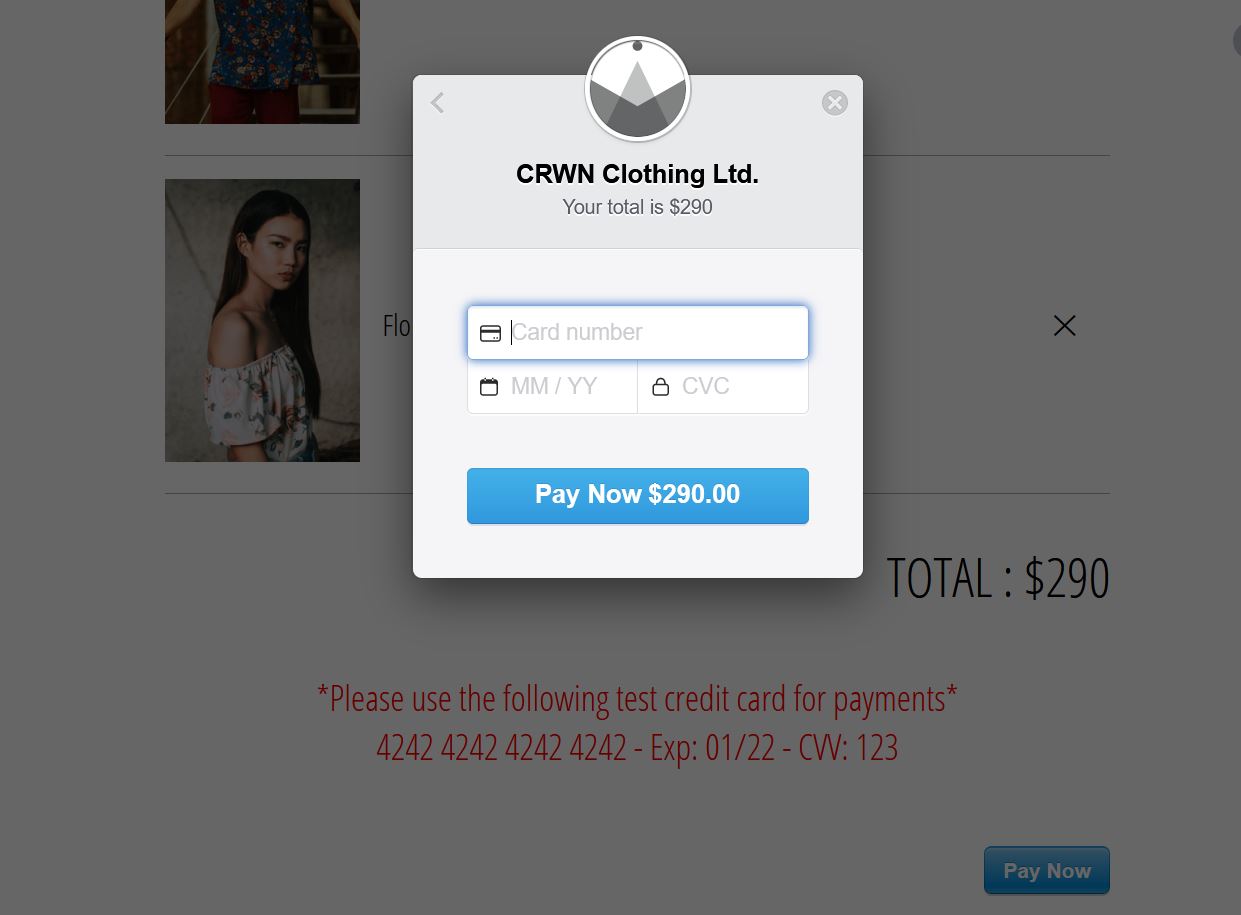 CRWN Clothing Ltd.
Your total is $290
Card number
MM / YY
CVC
Pay Now $290.00
Flo
TOTAL : $290
*Please use the following test credit card for payments*
4242 4242 4242 4242 - Exp: 01/22 - CVV: 123
Pay Now